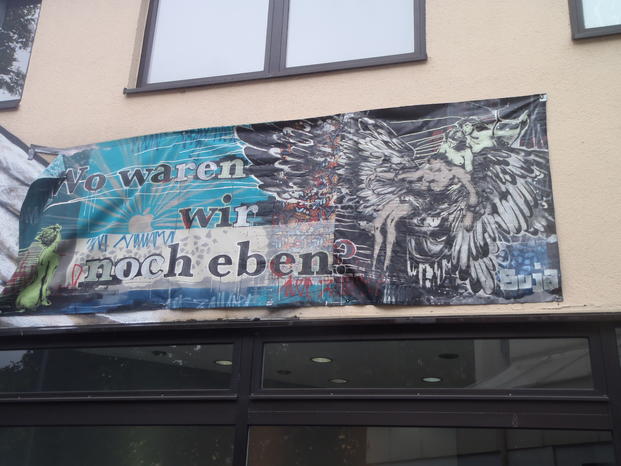 Wo waren
wir
noch eben?